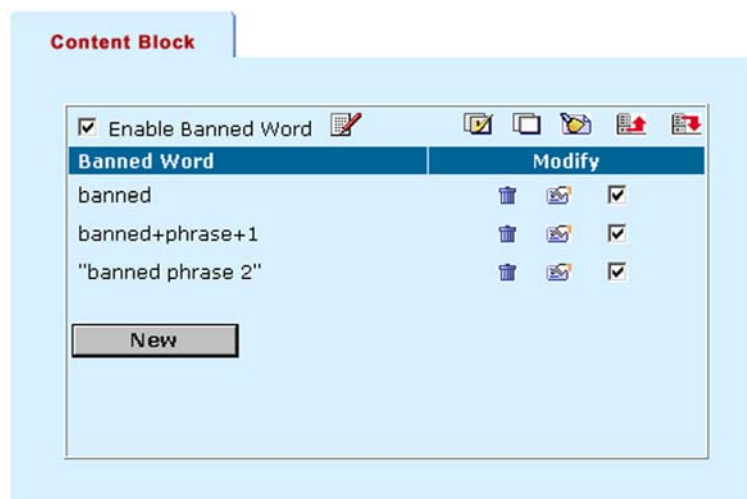 Content Block
Enable Banned Word
Banned Word Modify
banned
banned+phrase+1
"banned phrase 2"
New